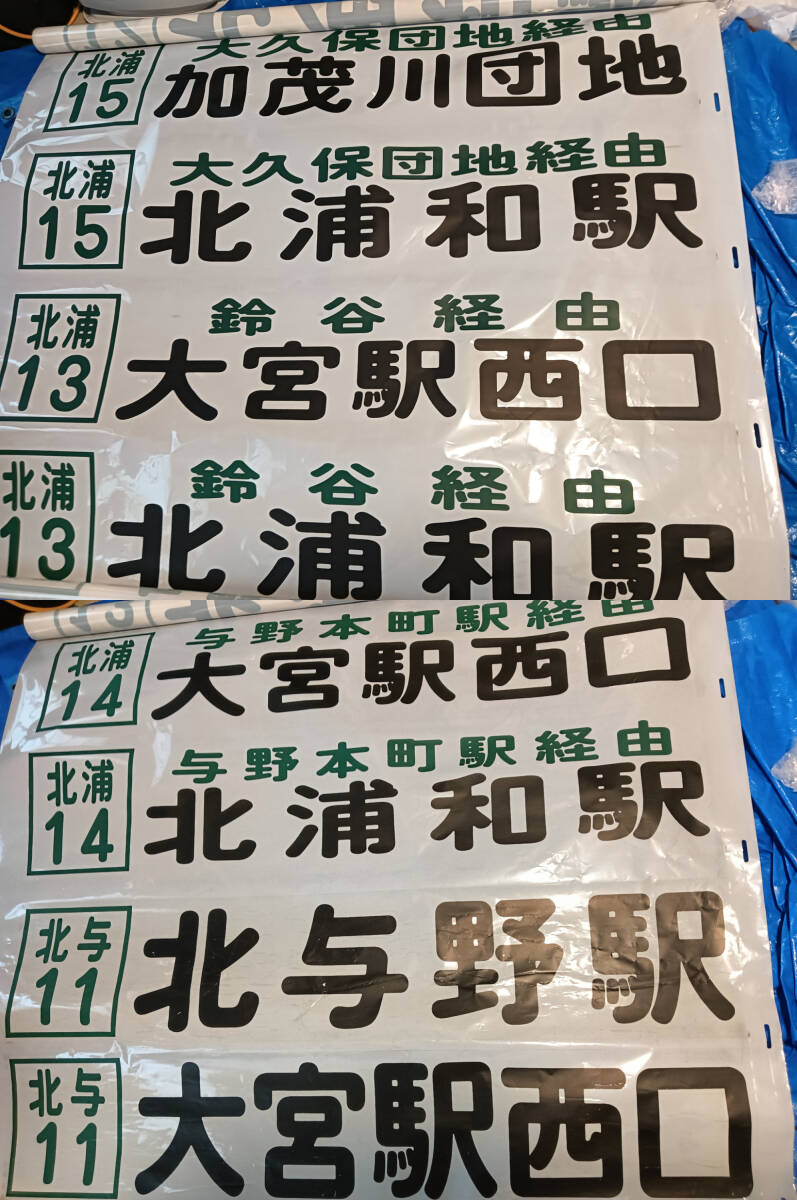 大久保団地経由
北浦
15
加茂川団地
大久保団地経由
北浦
15
北浦和駅
鈴谷経由
北浦
13
大宮駅西口
鈴谷経由
北浦
13
北浦和駅
与野本町駅経由
北浦
14
大宮駅西口
与野本町駅経由
北浦
14
北浦和駅
北与
11
北与野駅
北与
11
大宮駅西口